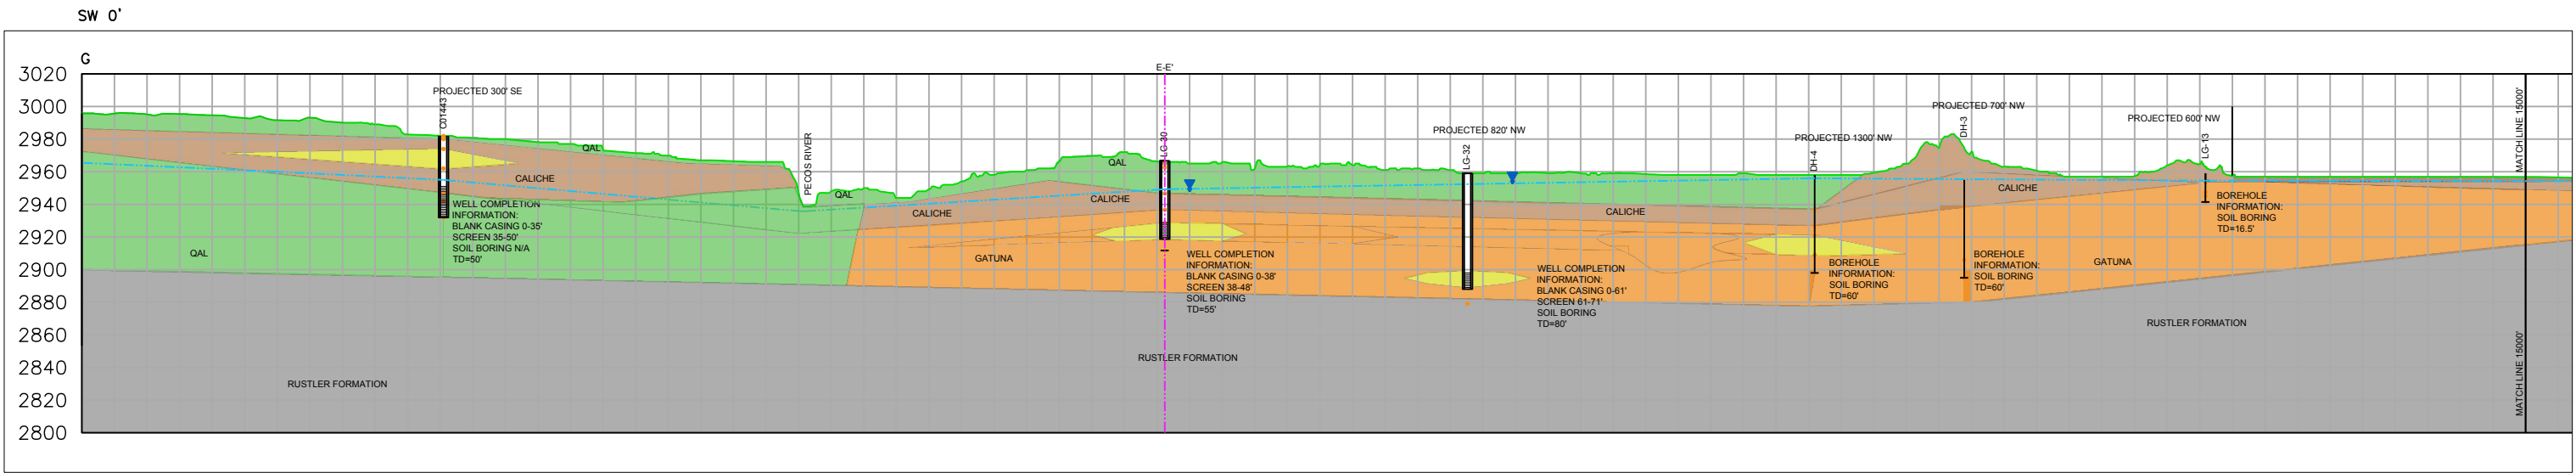 SW 0'
G
E-E'
3020
3000
2980
2960
2940
2920
2900
2880
2860
2840
2820
2800
PROJECTED 300' SE
C01443
QAL
CALICHE
WELL COMPLETION
INFORMATION:
BLANK CASING 0-35'
SCREEN 35-50'
SOIL BORING N/A
TD=50'
QAL
RUSTLER FORMATION
PECOS RIVER
QAL
CALICHE
GATUNA
QAL
CALICHE
LG-30
WELL COMPLETION
INFORMATION:
BLANK CASING 0-38'
SCREEN 38-48'
SOIL BORING
TD=55'
RUSTLER FORMATION
PROJECTED 820' NW
LG-32
WELL COMPLETION
INFORMATION:
BLANK CASING 0-61'
SCREEN 61-71'
SOIL BORING
TD=80'
CALICHE
PROJECTED 1300' NW
DH-4
BOREHOLE
INFORMATION:
SOIL BORING
TD=60'
PROJECTED 700' NW
DH-3
CALICHE
BOREHOLE
INFORMATION:
SOIL BORING
TD=60'
GATUNA
PROJECTED 600' NW
LG-13
BOREHOLE
INFORMATION:
SOIL BORING
TD=16.5'
RUSTLER FORMATION
MATCH LINE 15000'
MATCH LINE 15000'